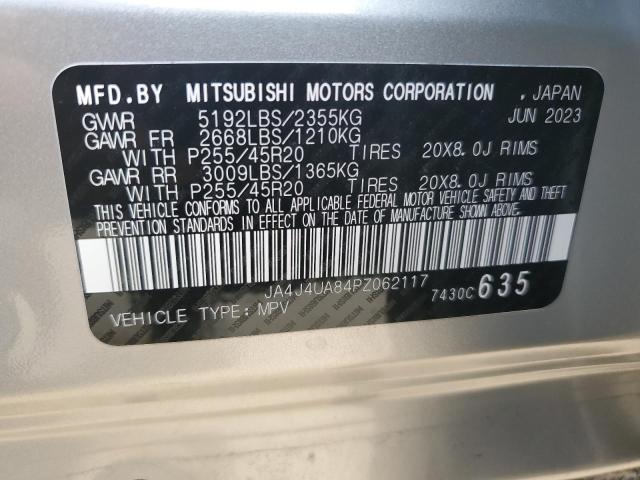 MFD.BY MITSUBISHI MOTORS CORPORATION . JAPAN
GVWR 5192LBS/2355KG JUN 2023
GAWR FR 2668LBS/1210KG
WITH P255/45R20 TIRES 20X8.0J RIMS
GAWR RR 3009LBS/1365KG
WITH P255/45R20 TIRES 20X8.0J RIMS
THIS VEHICLE CONFORMS TO ALL APPLICABLE FEDERAL MOTOR VEHICLE SAFETY AND THEFT
PREVENTION STANDARDS IN EFFECT ON THE DATE OF MANUFACTURE SHOWN ABOVE.
JA4J4UA84PZ062117
7430C635
VEHICLE TYPE:MPV